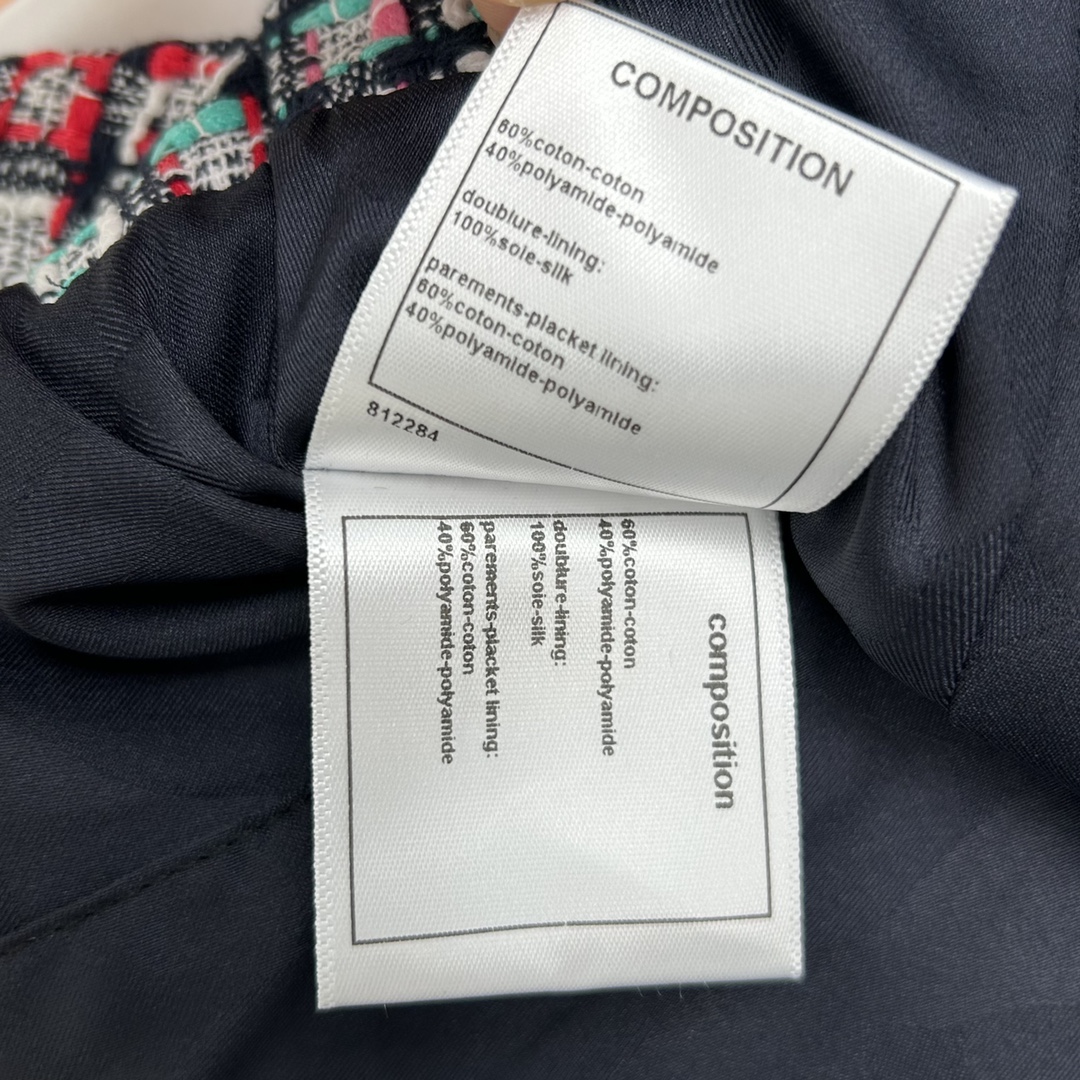 COMPOSITION
60%coton-coton
40%polyamide-polyamide
doublure-lining:
100%soie-silk
parements-placket lining:
60%coton-coton
40%polyamide-polyamide
812284
composition
60%coton-coton
40%polyamide-polyamide
doublure-lining:
100%soie-silk
parements-placket lining:
60%coton-coton
40%polyamide-polyamide